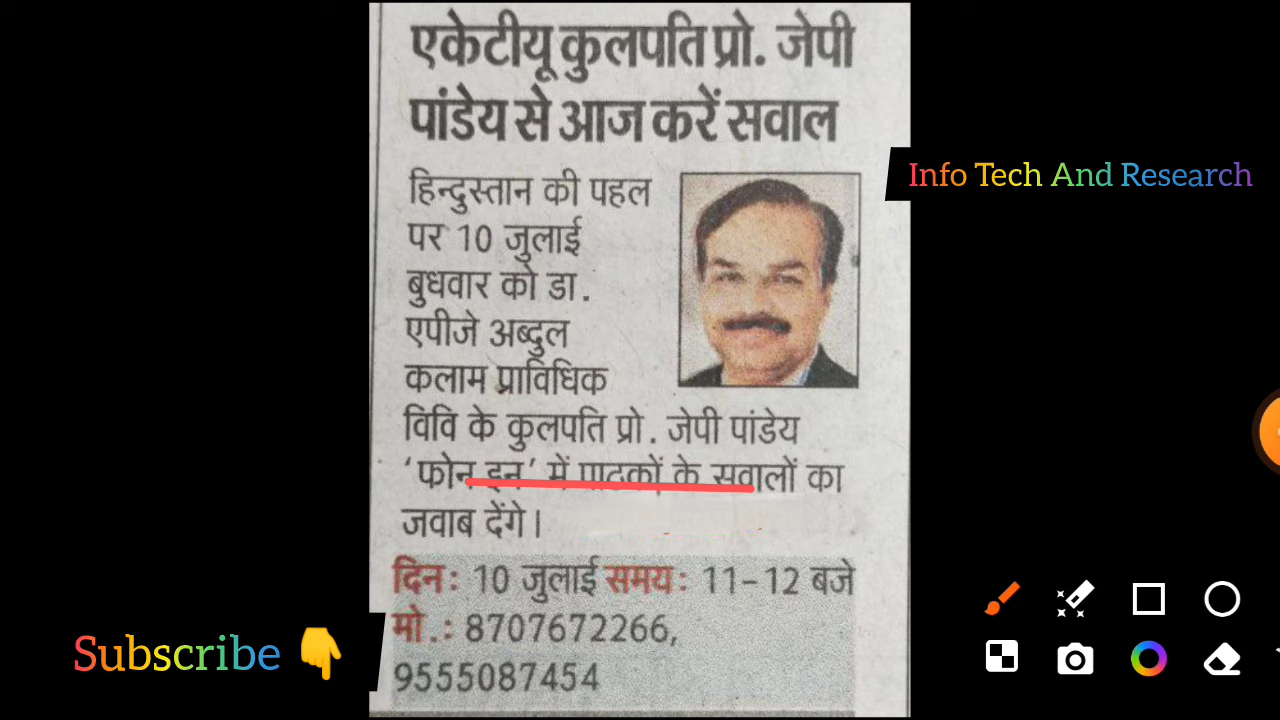 एकेटीयू कुलपति प्रो. जेपी
पांडेय से आज करें सवाल
हिन्दुस्तान की पहल
पर 10 जुलाई
बुधवार को डा.
एपीजे अब्दुल
कलाम प्राविधिक
विवि के कुलपति प्रो. जेपी पांडेय
‘फोन इन’ में पाठकों के सवालों का
जवाब देंगे।
दिन: 10 जुलाई समय: 11-12 बजे
मो.: 8707672266,
9555087454
Info Tech And Research
Subscribe 👇